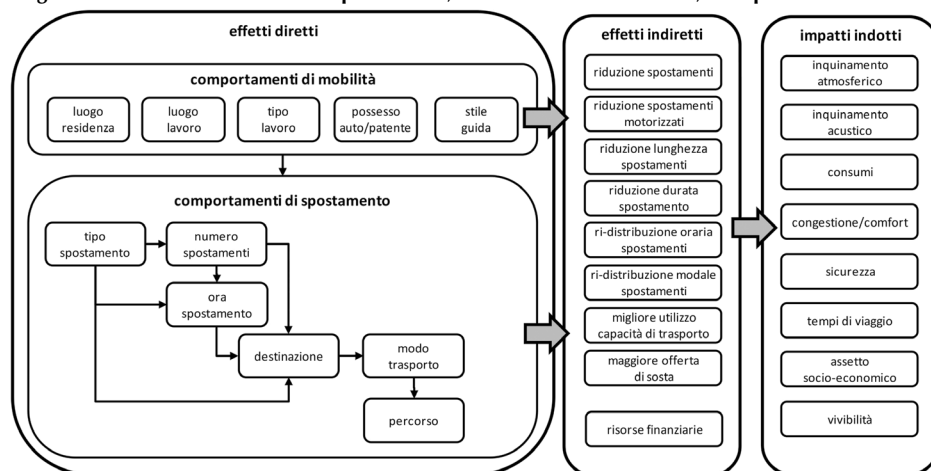 effetti diretti
comportamenti di mobilità
luogo
residenza
luogo
lavoro
tipo
lavoro
possesso
auto/patente
stile
guida
comportamenti di spostamento
tipo
spostamento
numero
spostamenti
ora
spostamento
destinazione
modo
trasporto
percorso
effetti indiretti
riduzione spostamenti
riduzione spostamenti
motorizzati
riduzione lunghezza
spostamenti
riduzione durata
spostamento
ri-distribuzione oraria
spostamenti
ri-distribuzione modale
spostamenti
migliore utilizzo
capacità di trasporto
maggiore offerta
di sosta
risorse finanziarie
impatti indotti
inquinamento
atmosferico
inquinamento
acustico
consumi
congestione/comfort
sicurezza
tempi di viaggio
assetto
socio-economico
vivibilità